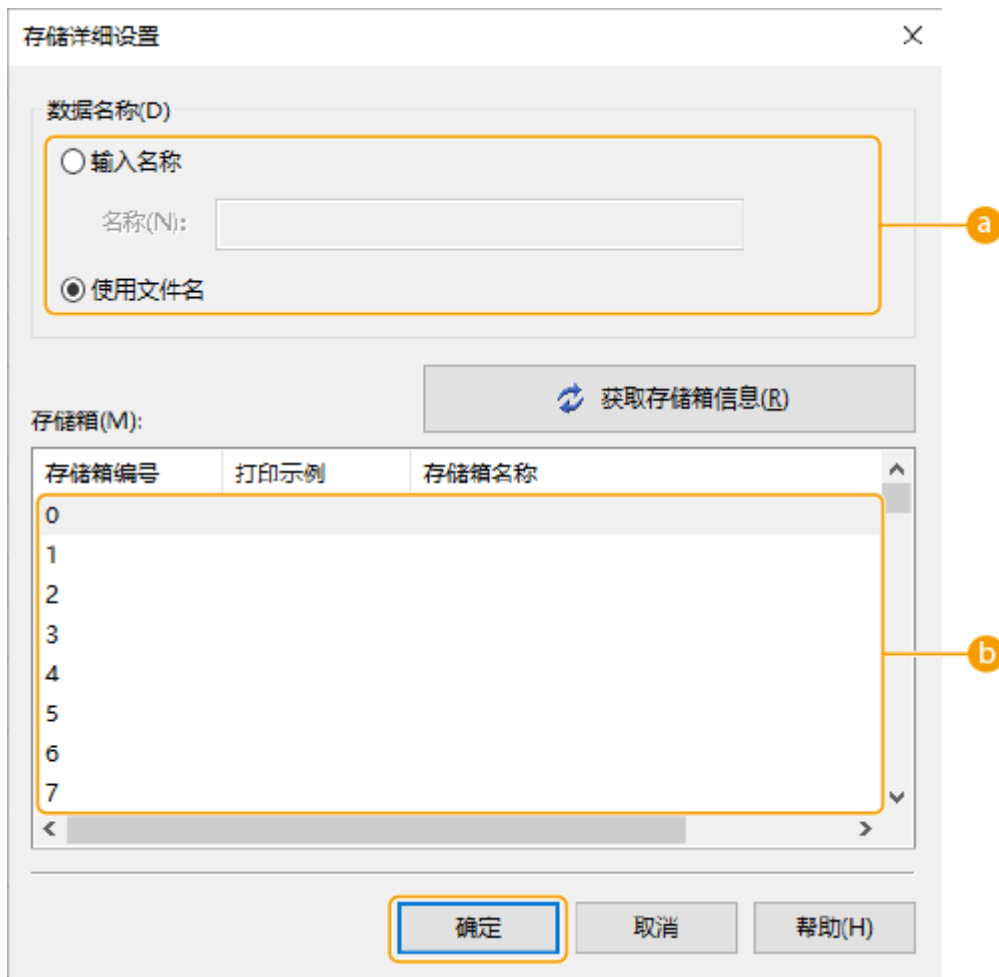 存储详细设置
数据名称(D)
输入名称
名称(N):
a
使用文件名
获取存储箱信息(R)
存储箱(M):
存储箱编号 打印示例 存储箱名称
0
1
2
3
4
5
6
7
b
确定 取消 帮助(H)